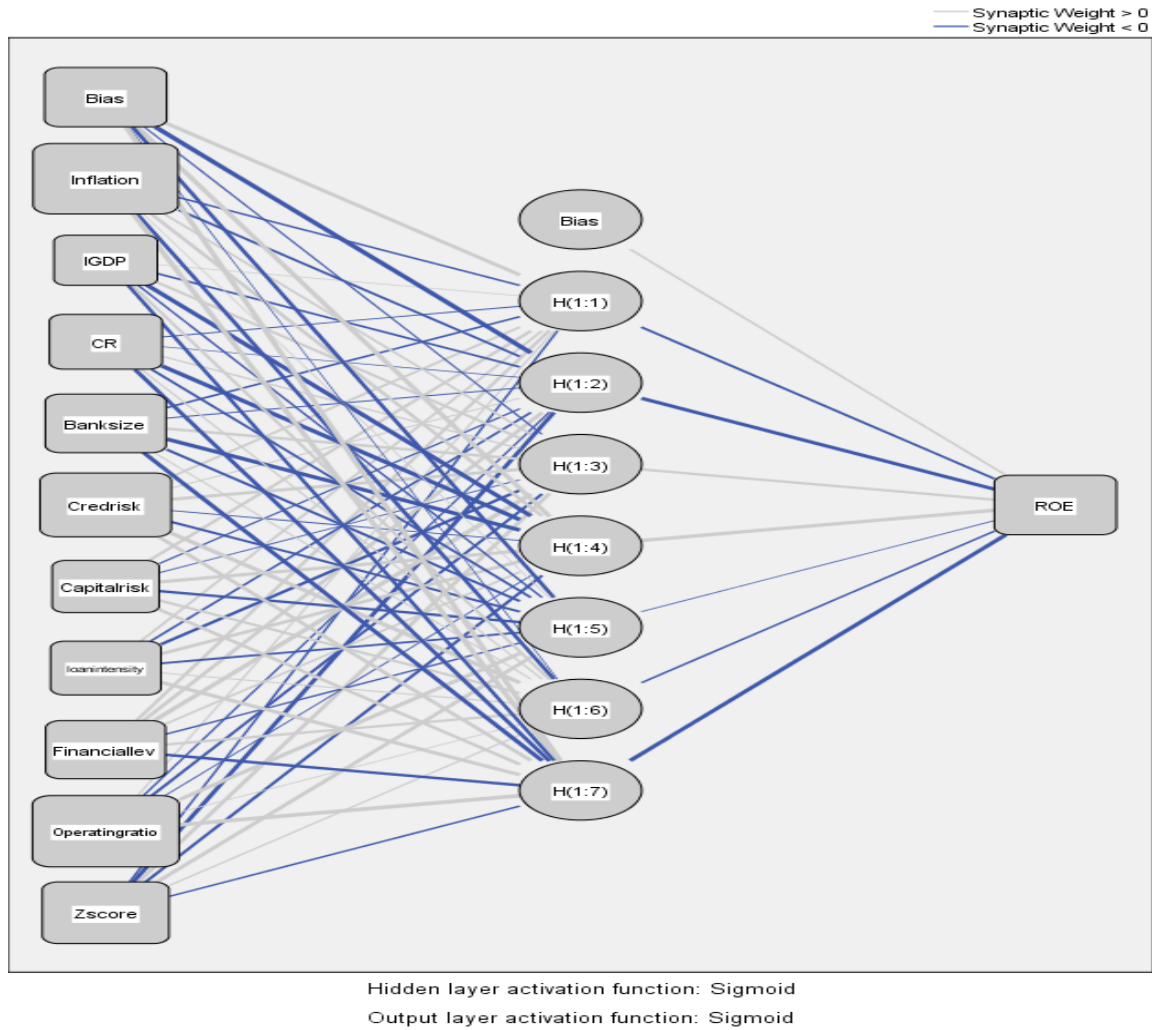 Synaptic Weight > 0
Synaptic Weight < 0
Bias
Inflation
IGDP
CR
Banksize
Credrisk
Capitalrisk
loanintensity
Financiallev
Operatingratio
Zscore
Bias
H(1:1)
H(1:2)
H(1:3)
H(1:4)
H(1:5)
H(1:6)
H(1:7)
ROE
Hidden layer activation function: Sigmoid
Output layer activation function: Sigmoid